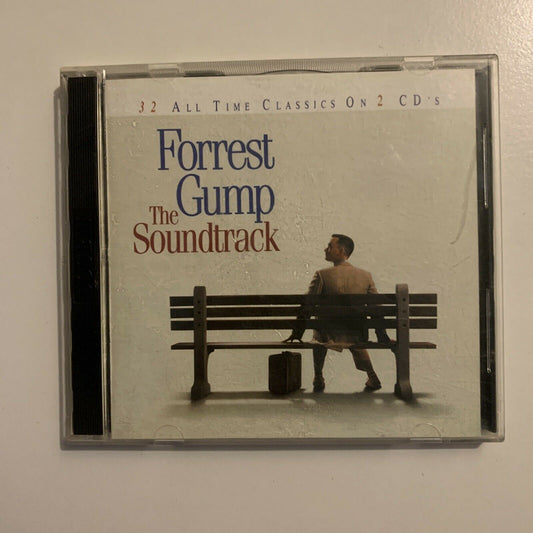 32 ALL TIME CLASSICS ON 2 CD'S
Forrest
Gump
The
Soundtrack